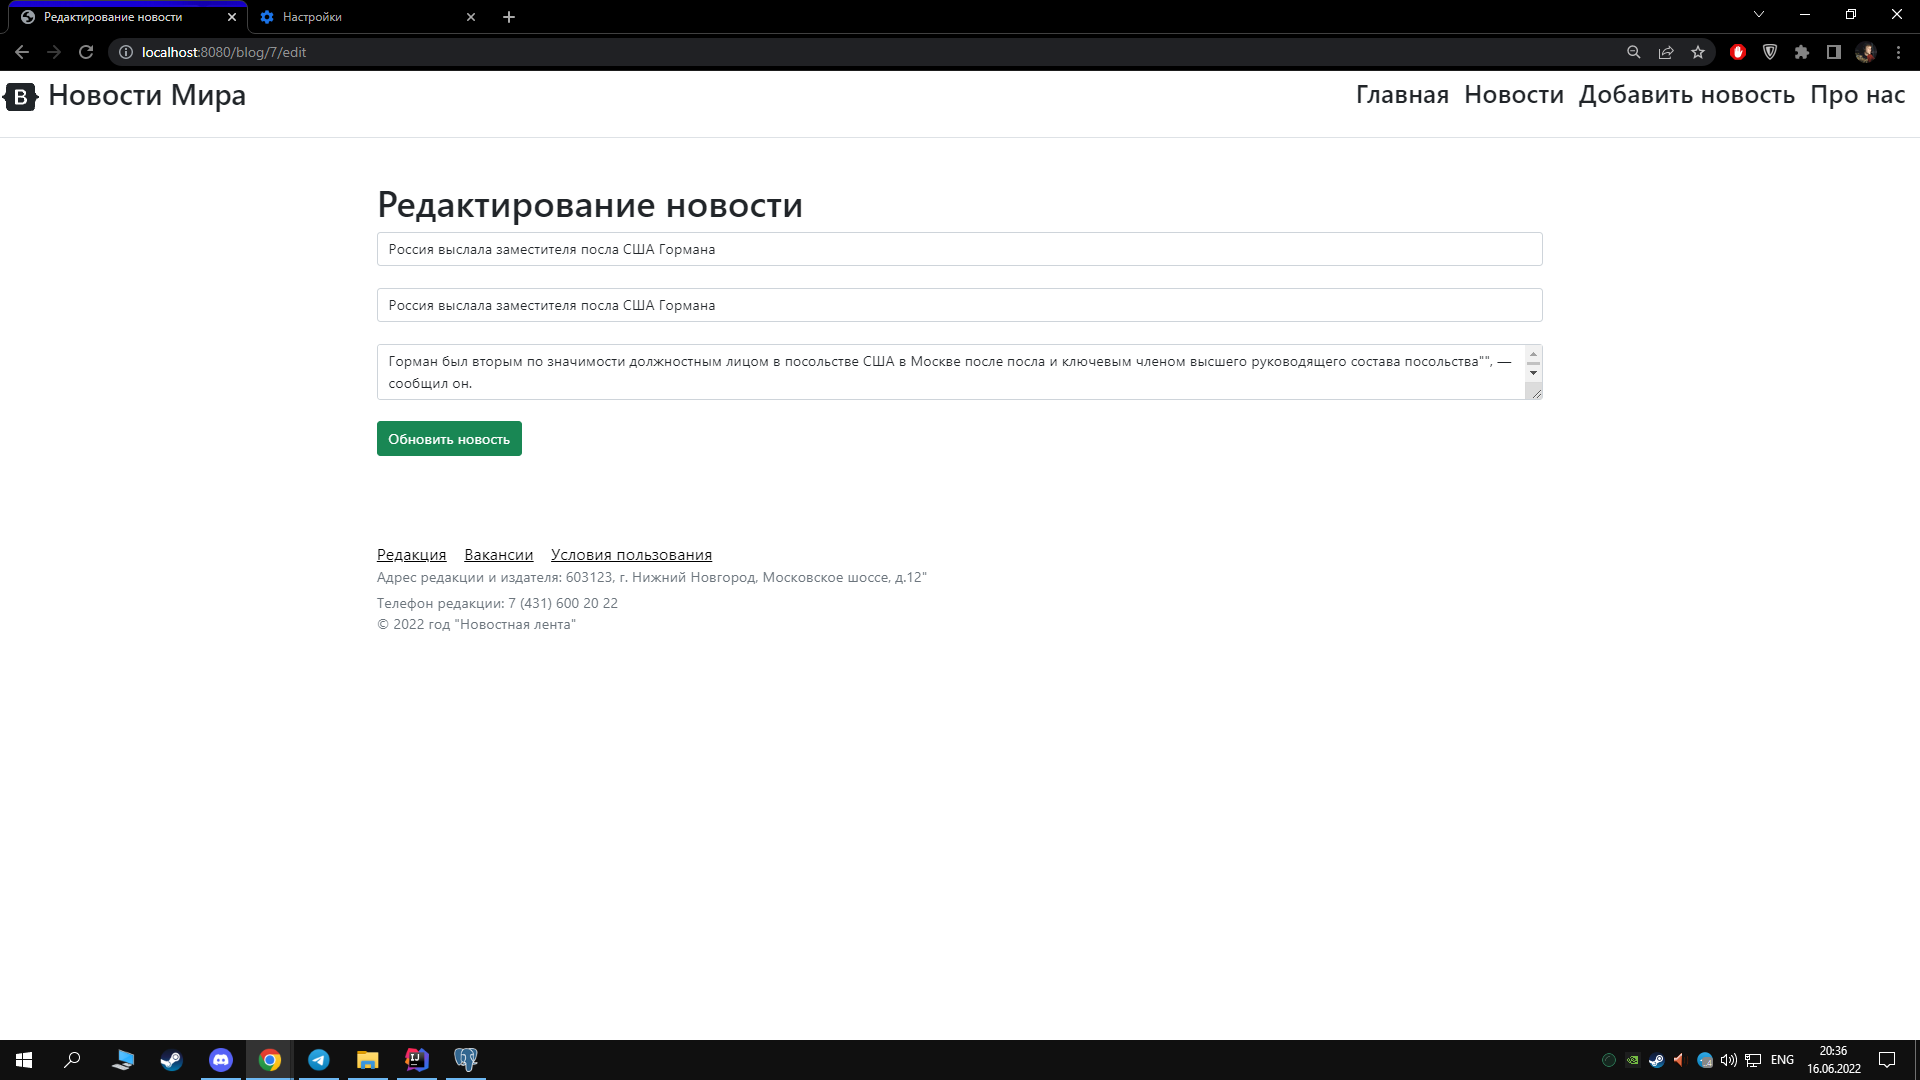 Редактирование новости
Настройки
localhost:8080/blog/7/edit
B Новости Мира
Главная Новости Добавить новость Про нас
Редактирование новости
Россия выслала заместителя посла США Гормана
Россия выслала заместителя посла США Гормана
Горман был вторым по значимости должностным лицом в посольстве США в Москве после посла и ключевым членом высшего руководящего состава посольства"", —
сообщил он.
Обновить новость
Редакция Вакансии Условия пользования
Адрес редакции и издателя: 603123, г. Нижний Новгород, Московское шоссе, д.12"
Телефон редакции: 7 (431) 600 20 22
© 2022 год "Новостная лента"
ENG
20:36
16.06.2022